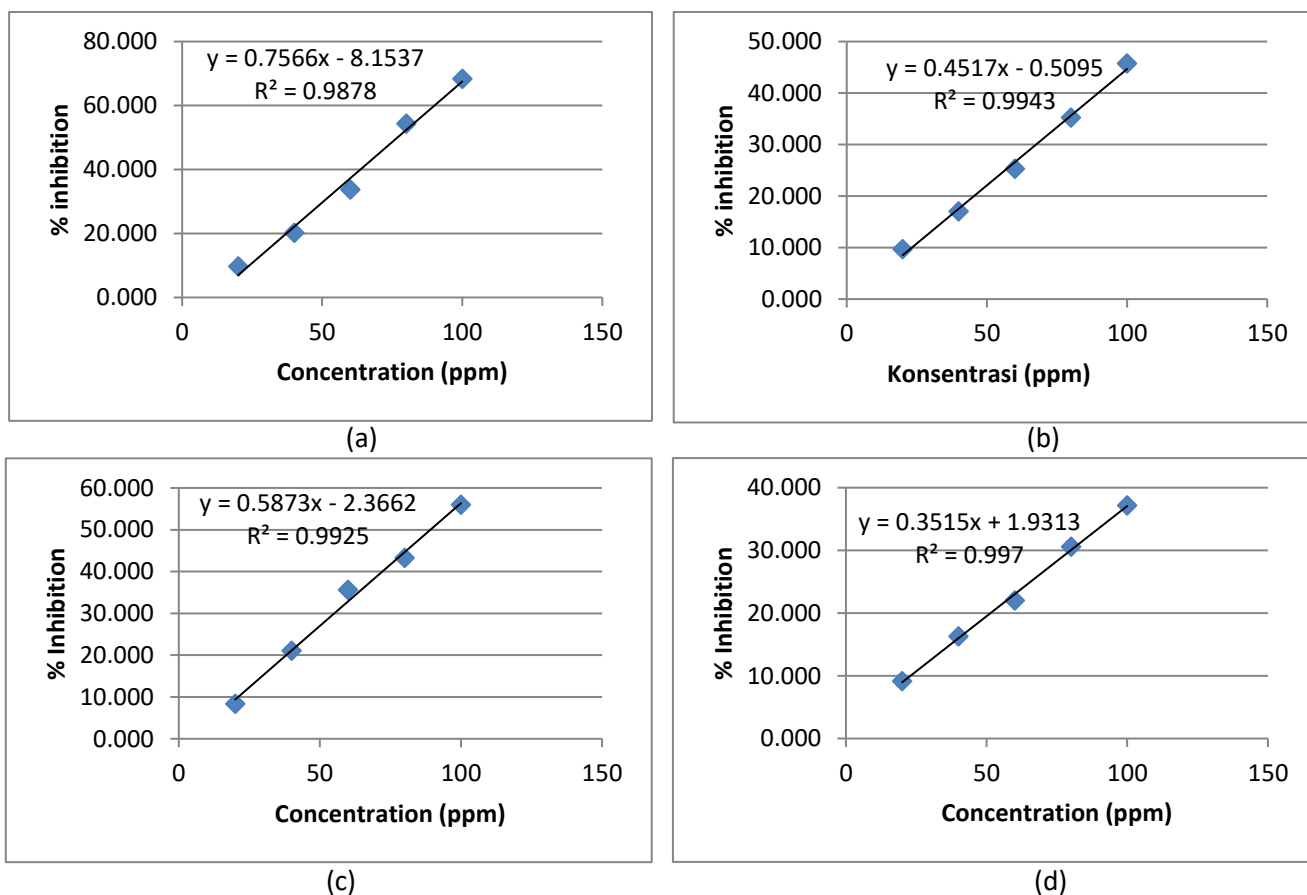 80.000
60.000
40.000
20.000
0.000
% inhibition
y = 0.7566x - 8.1537
R² = 0.9878
0 50 100 150
Concentration (ppm)
(a)
50.000
40.000
30.000
20.000
10.000
0.000
% inhibition
y = 0.4517x - 0.5095
R² = 0.9943
0 50 100 150
Konsentrasi (ppm)
(b)
60.000
50.000
40.000
30.000
20.000
10.000
0.000
% Inhibition
y = 0.5873x - 2.3662
R² = 0.9925
0 50 100 150
Concentration (ppm)
(c)
40.000
30.000
20.000
10.000
0.000
% Inhibition
y = 0.3515x + 1.9313
R² = 0.997
0 50 100 150
Concentration (ppm)
(d)